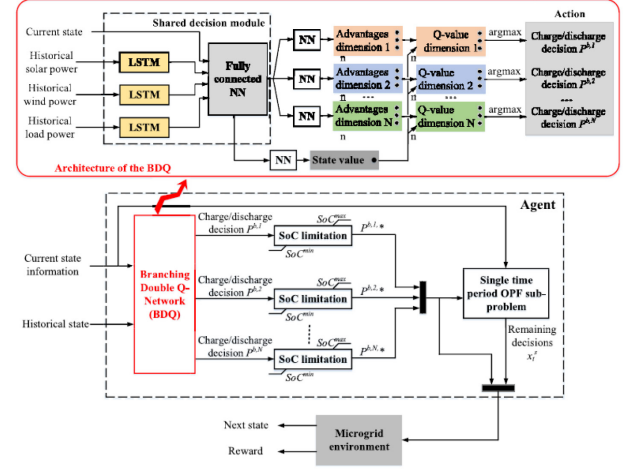 Shared decision module
Action
Current state
Historical
solar power
LSTM
Historical
wind power
LSTM
Historical
load power
LSTM
Fully
connected
NN
NN
Advantages
dimension 1
n
Q-value
dimension 1
n
argmax
Charge/discharge
decision P^{b,1}
NN
Advantages
dimension 2
n
Q-value
dimension 2
n
argmax
Charge/discharge
decision P^{b,2}
...
...
...
NN
Advantages
dimension N
n
Q-value
dimension N
n
argmax
Charge/discharge
decision P^{b,N}
NN
State value
Architecture of the BDQ
Agent
Current state
information
Historical state
Branching
Double Q-
Network
(BDQ)
Charge/discharge
decision P^{b,1}
SoC^{max}
SoC limitation
SoC^{min}
P^{b,1,*}
Charge/discharge
decision P^{b,2}
SoC^{max}
SoC limitation
SoC^{min}
P^{b,2,*}
Charge/discharge
decision P^{b,N}
SoC^{max}
SoC limitation
SoC^{min}
P^{b,N,*}
Single time
period OPF sub-
problem
Remaining
decisions
Next state
Reward
Microgrid
environment